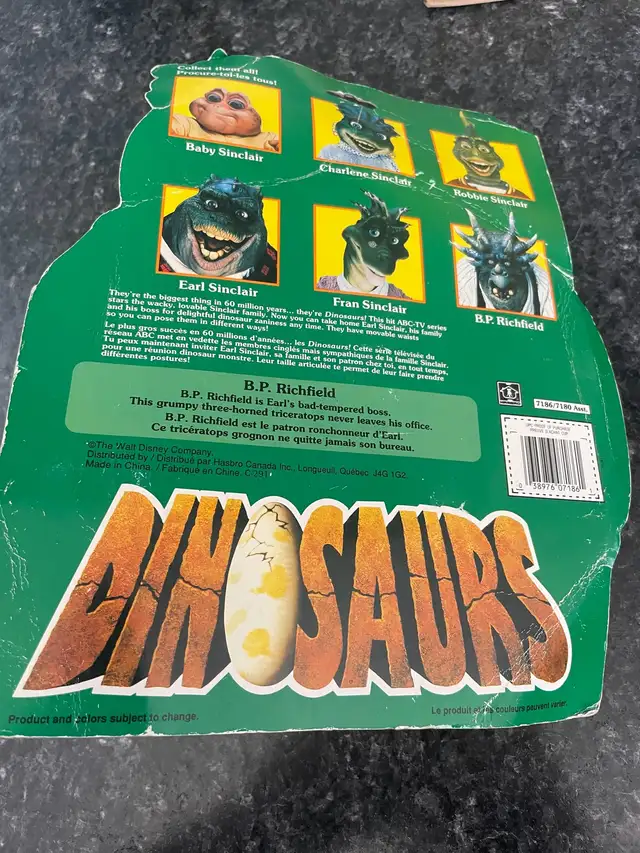 Collect them all!
Procure-toi-les tous!
Baby Sinclair
Charlene Sinclair
Robbie Sinclair
Earl Sinclair
Fran Sinclair
B.P. Richfield
They're the biggest thing in 60 million years... they're Dinosaurs! This hit ABC-TV series
stars the wacky, lovable Sinclair family. Now you can take home Earl Sinclair, his family
and his boss for delightful dinosaur zaniness any time. They have movable waists
so you can pose them in different ways!
Le plus gros succès en 60 millions d'années... les Dinosaurs! Cette série télévisée du
réseau ABC met en vedette les membres cinglés mais sympathiques de la famille Sinclair.
Tu peux maintenant inviter Earl Sinclair, sa famille et son patron chez toi, en tout temps,
pour une réunion dinosaure monstre. Leur taille articulée te permet de leur faire prendre
différentes postures!
B.P. Richfield
B.P. Richfield is Earl's bad-tempered boss.
This grumpy three-horned triceratops never leaves his office.
B.P. Richfield est le patron ronchonneur d'Earl.
Ce tricératops grognon ne quitte jamais son bureau.
©The Walt Disney Company.
Distributed by / Distribué par Hasbro Canada Inc., Longueuil, Québec J4G 1G2.
Made in China. / Fabriqué en Chine.
7186/7180 Asst.
UPC PROOF OF PURCHASE
0 38976 07186 1
DINOSAURS
Product and colors subject to change.
Le produit et les couleurs peuvent varier.